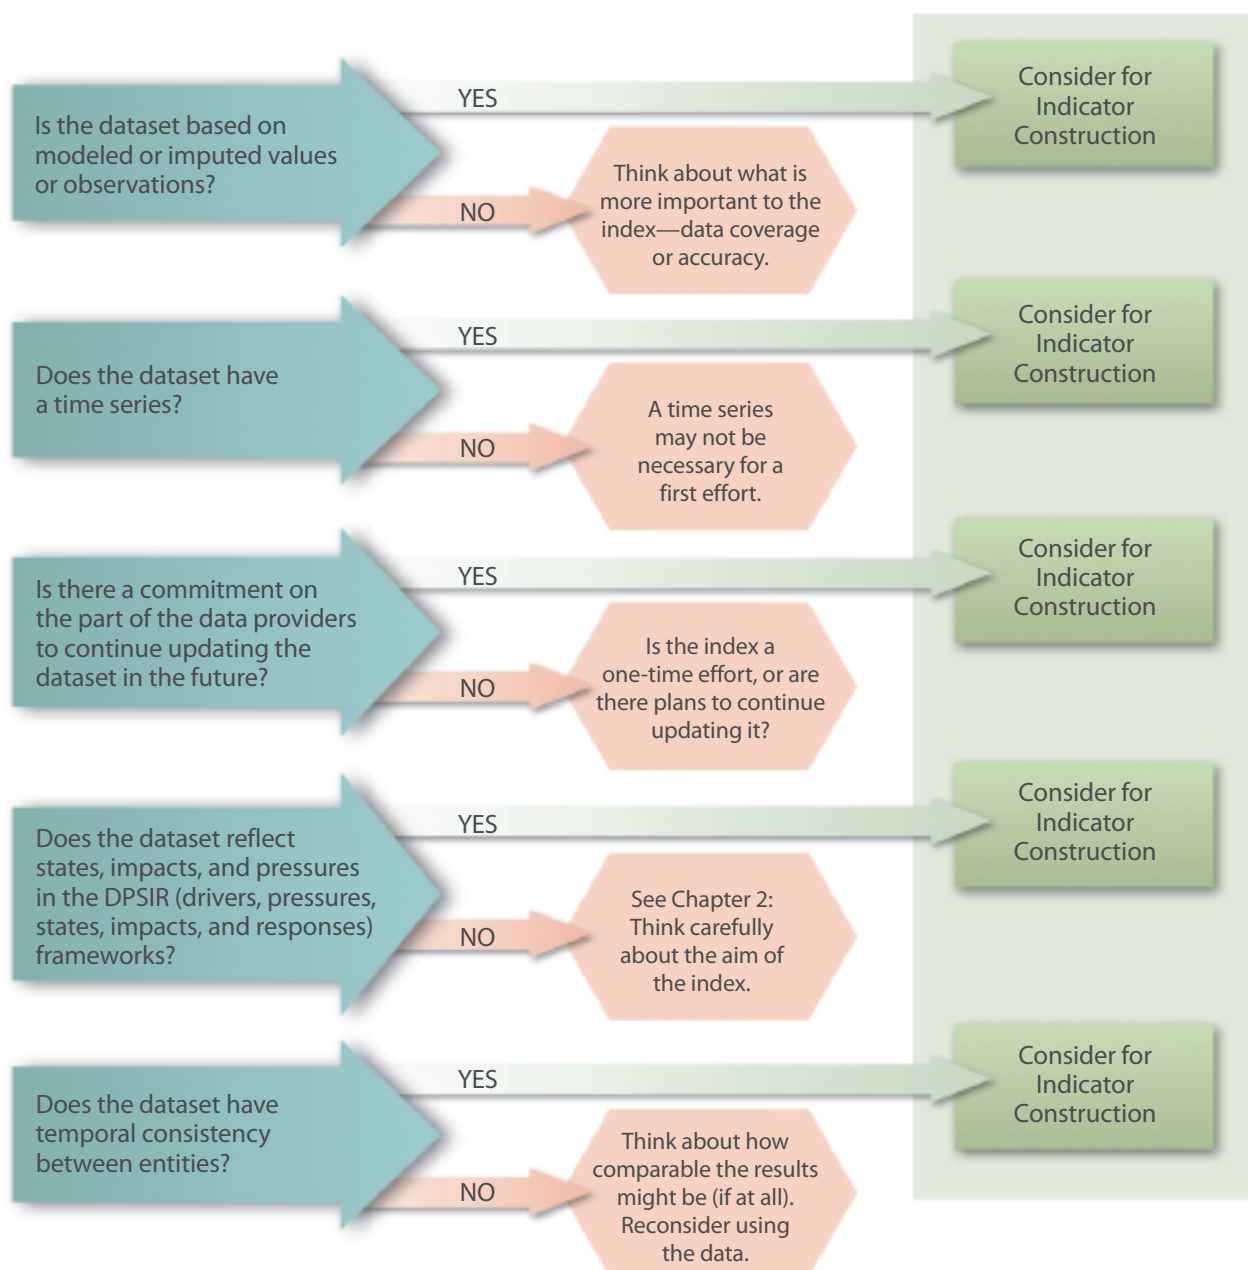 Is the dataset based on
modeled or imputed values
or observations?
YES
Consider for
Indicator
Construction
NO
Think about what is
more important to the
index—data coverage
or accuracy.
Does the dataset have
a time series?
YES
Consider for
Indicator
Construction
NO
A time series
may not be
necessary for a
first effort.
Is there a commitment on
the part of the data providers
to continue updating the
dataset in the future?
YES
Consider for
Indicator
Construction
NO
Is the index a
one-time effort, or are
there plans to continue
updating it?
Does the dataset reflect
states, impacts, and pressures
in the DPSIR (drivers, pressures,
states, impacts, and responses)
frameworks?
YES
Consider for
Indicator
Construction
NO
See Chapter 2:
Think carefully
about the aim of
the index.
Does the dataset have
temporal consistency
between entities?
YES
Consider for
Indicator
Construction
NO
Think about how
comparable the results
might be (if at all).
Reconsider using
the data.